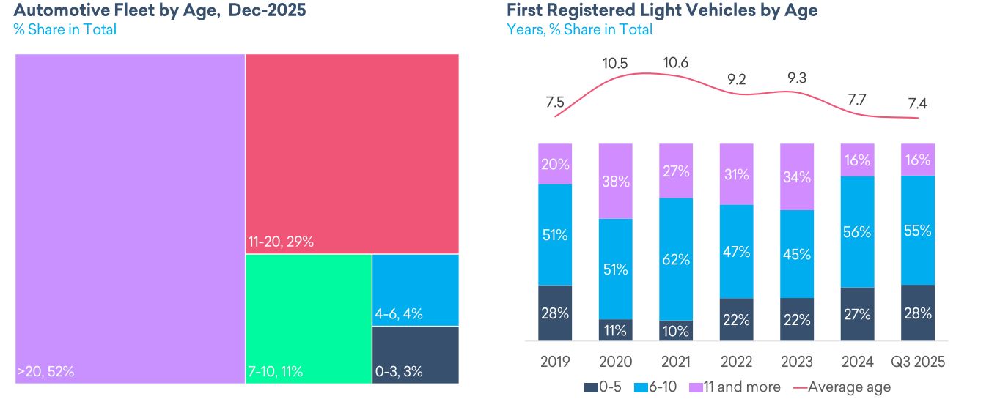 Automotive Fleet by Age, Dec-2025
% Share in Total
>20, 52%
11-20, 29%
7-10, 11%
4-6, 4%
0-3, 3%
First Registered Light Vehicles by Age
Years, % Share in Total
7.5 10.5 10.6 9.2 9.3 7.7 7.4
20% 38% 27% 31% 34% 16% 16%
51% 51% 62% 47% 45% 56% 55%
28% 11% 10% 22% 22% 27% 28%
2019 2020 2021 2022 2023 2024 Q3 2025
0-5 6-10 11 and more Average age